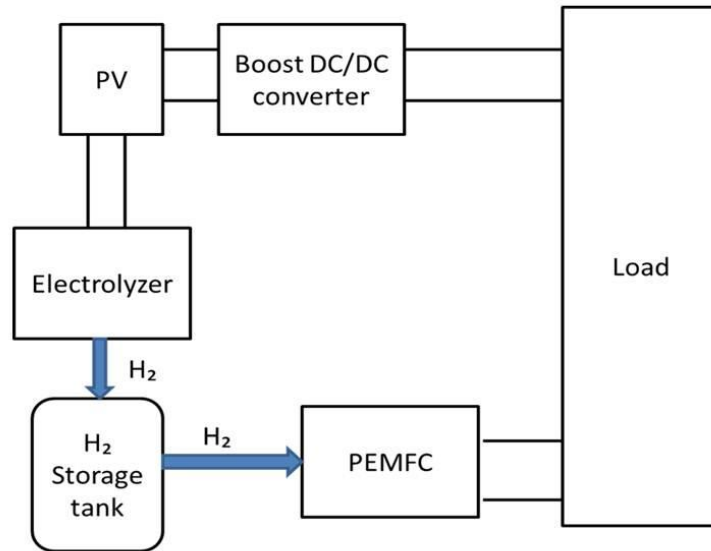 PV
Boost DC/DC
converter
Load
Electrolyzer
H₂
H₂
Storage
tank
H₂
PEMFC